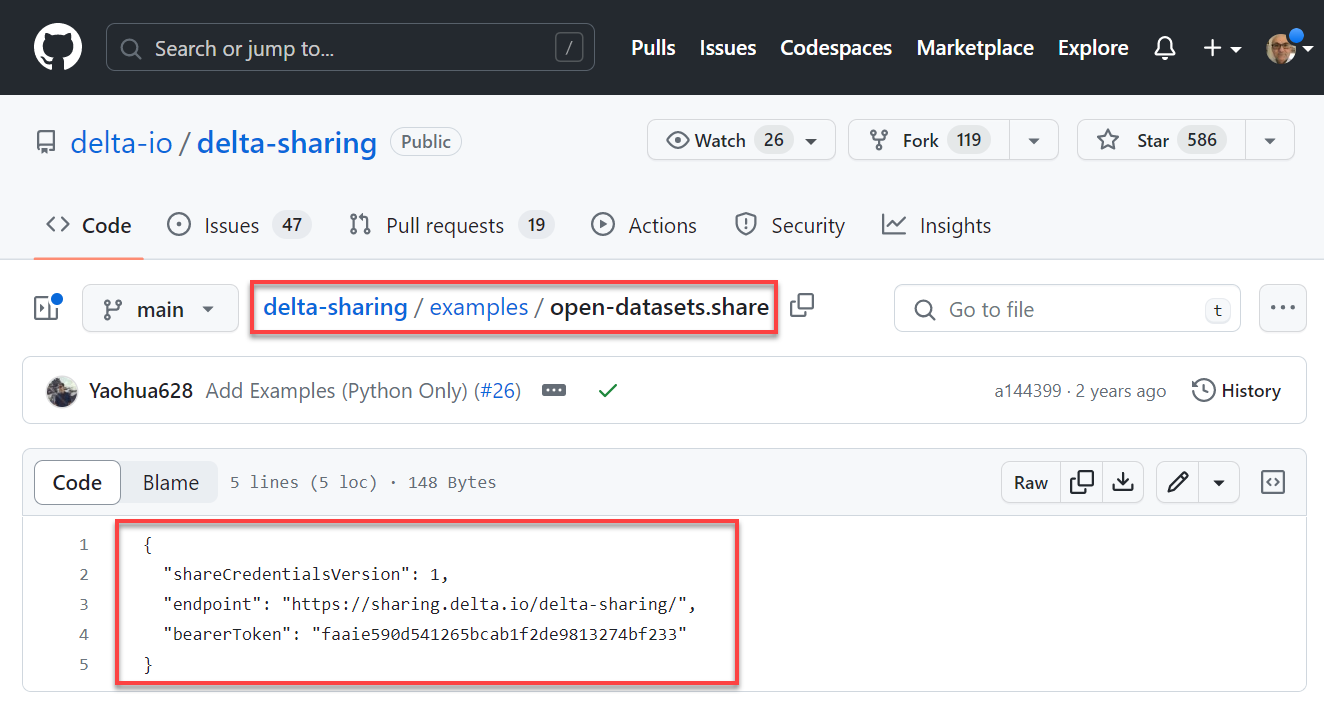 Search or jump to... / Pulls Issues Codespaces Marketplace Explore
delta-io / delta-sharing Public Watch 26 Fork 119 Star 586
Code Issues 47 Pull requests 19 Actions Security Insights
main delta-sharing / examples / open-datasets.share Go to file t
Yaohua628 Add Examples (Python Only) (#26) a144399 · 2 years ago History
Code Blame 5 lines (5 loc) · 148 Bytes Raw
1 {
2 "shareCredentialsVersion": 1,
3 "endpoint": "https://sharing.delta.io/delta-sharing/",
4 "bearerToken": "faaie590d541265bcab1f2de9813274bf233"
5 }